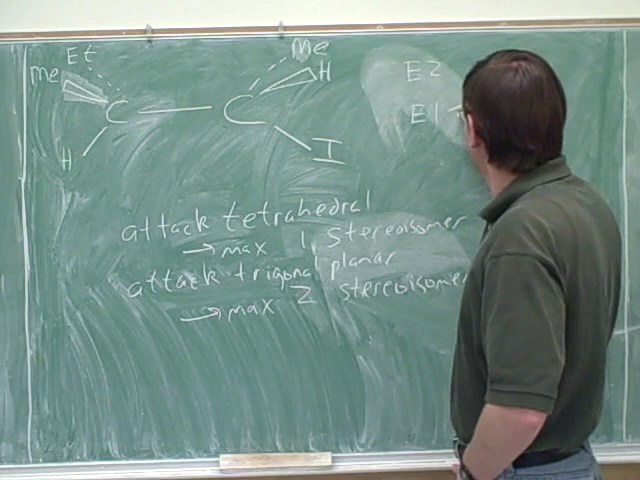 Et
Me
C
C
Me
H
H
I
E2
E1
attack tetrahedral
→ max 1 stereoisomer
attack trigonal planar
→ max 2 stereoisomer